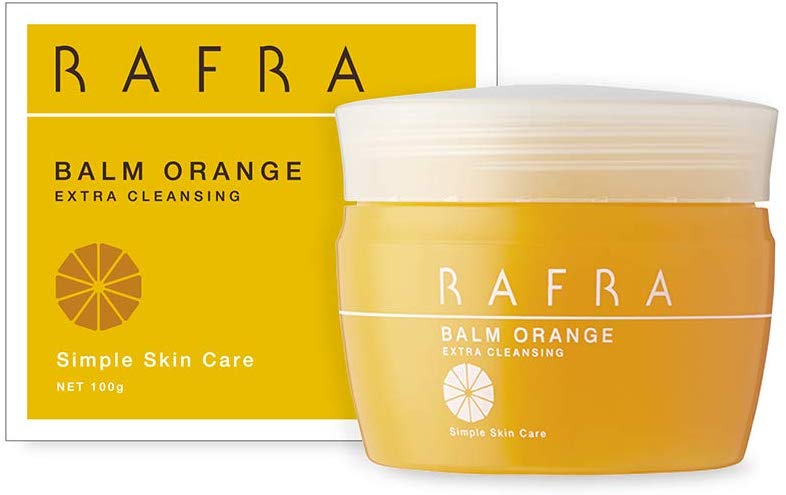 RAFRA
BALM ORANGE
EXTRA CLEANSING
Simple Skin Care
NET 100g
RAFRA
BALM ORANGE
EXTRA CLEANSING
Simple Skin Care